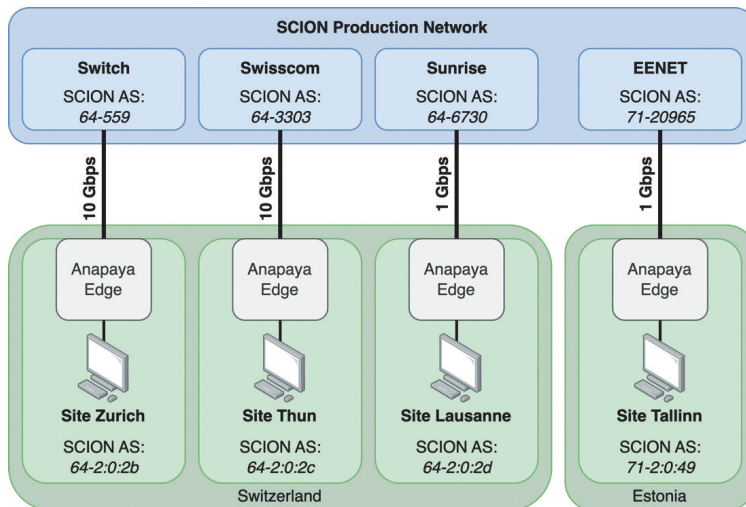 SCION Production Network
Switch
SCION AS:
64-559
Swisscom
SCION AS:
64-3303
Sunrise
SCION AS:
64-6730
EENET
SCION AS:
71-20965
10 Gbps
10 Gbps
1 Gbps
1 Gbps
Anapaya
Edge
Anapaya
Edge
Anapaya
Edge
Anapaya
Edge
Site Zurich
SCION AS:
64-2:0:2b
Site Thun
SCION AS:
64-2:0:2c
Site Lausanne
SCION AS:
64-2:0:2d
Site Tallinn
SCION AS:
71-2:0:49
Switzerland
Estonia